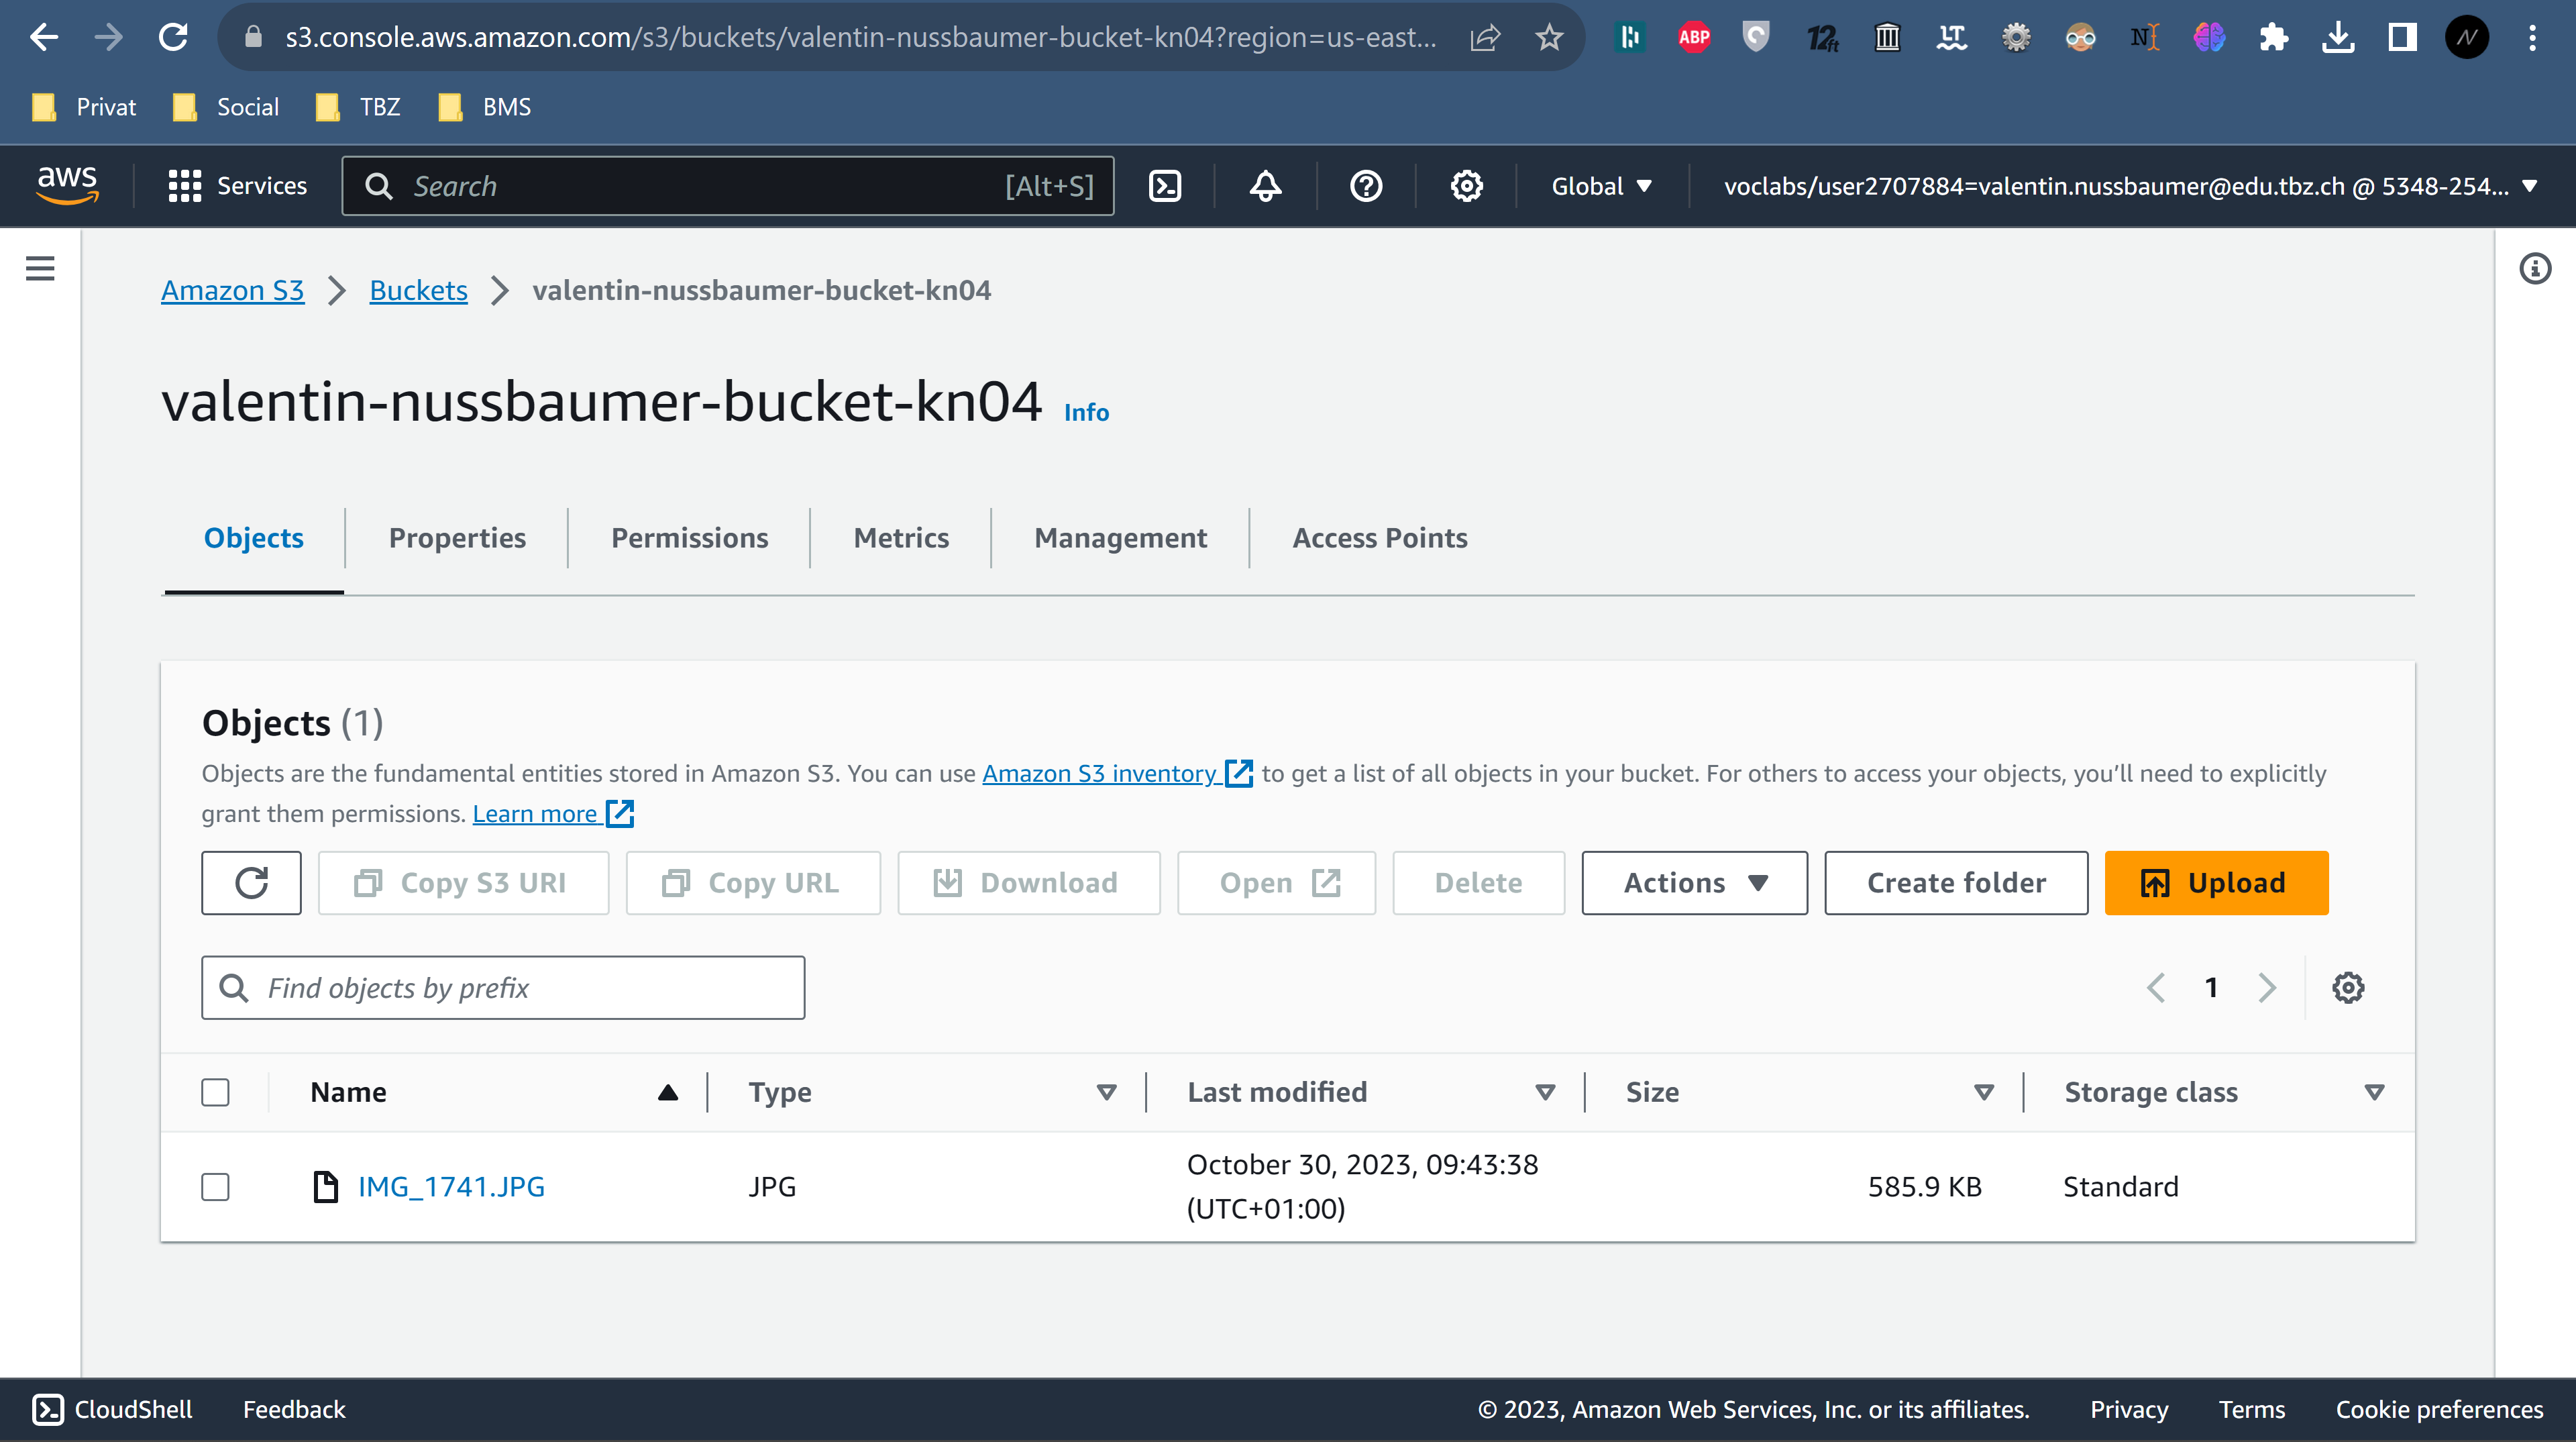 s3.console.aws.amazon.com/s3/buckets/valentin-nussbaumer-bucket-kn04?region=us-east...
ABP
12ft
LT
N
Privat
Social
TBZ
BMS
aws
Services
Search
[Alt+S]
Global
voclabs/user2707884=valentin.nussbaumer@edu.tbz.ch @ 5348-254...
Amazon S3
Buckets
valentin-nussbaumer-bucket-kn04
valentin-nussbaumer-bucket-kn04 Info
Objects
Properties
Permissions
Metrics
Management
Access Points
Objects (1)
Objects are the fundamental entities stored in Amazon S3. You can use Amazon S3 inventory to get a list of all objects in your bucket. For others to access your objects, you’ll need to explicitly
grant them permissions. Learn more
Copy S3 URI
Copy URL
Download
Open
Delete
Actions
Create folder
Upload
Find objects by prefix
1
Name
Type
Last modified
Size
Storage class
IMG_1741.JPG
JPG
October 30, 2023, 09:43:38
(UTC+01:00)
585.9 KB
Standard
CloudShell
Feedback
© 2023, Amazon Web Services, Inc. or its affiliates.
Privacy
Terms
Cookie preferences